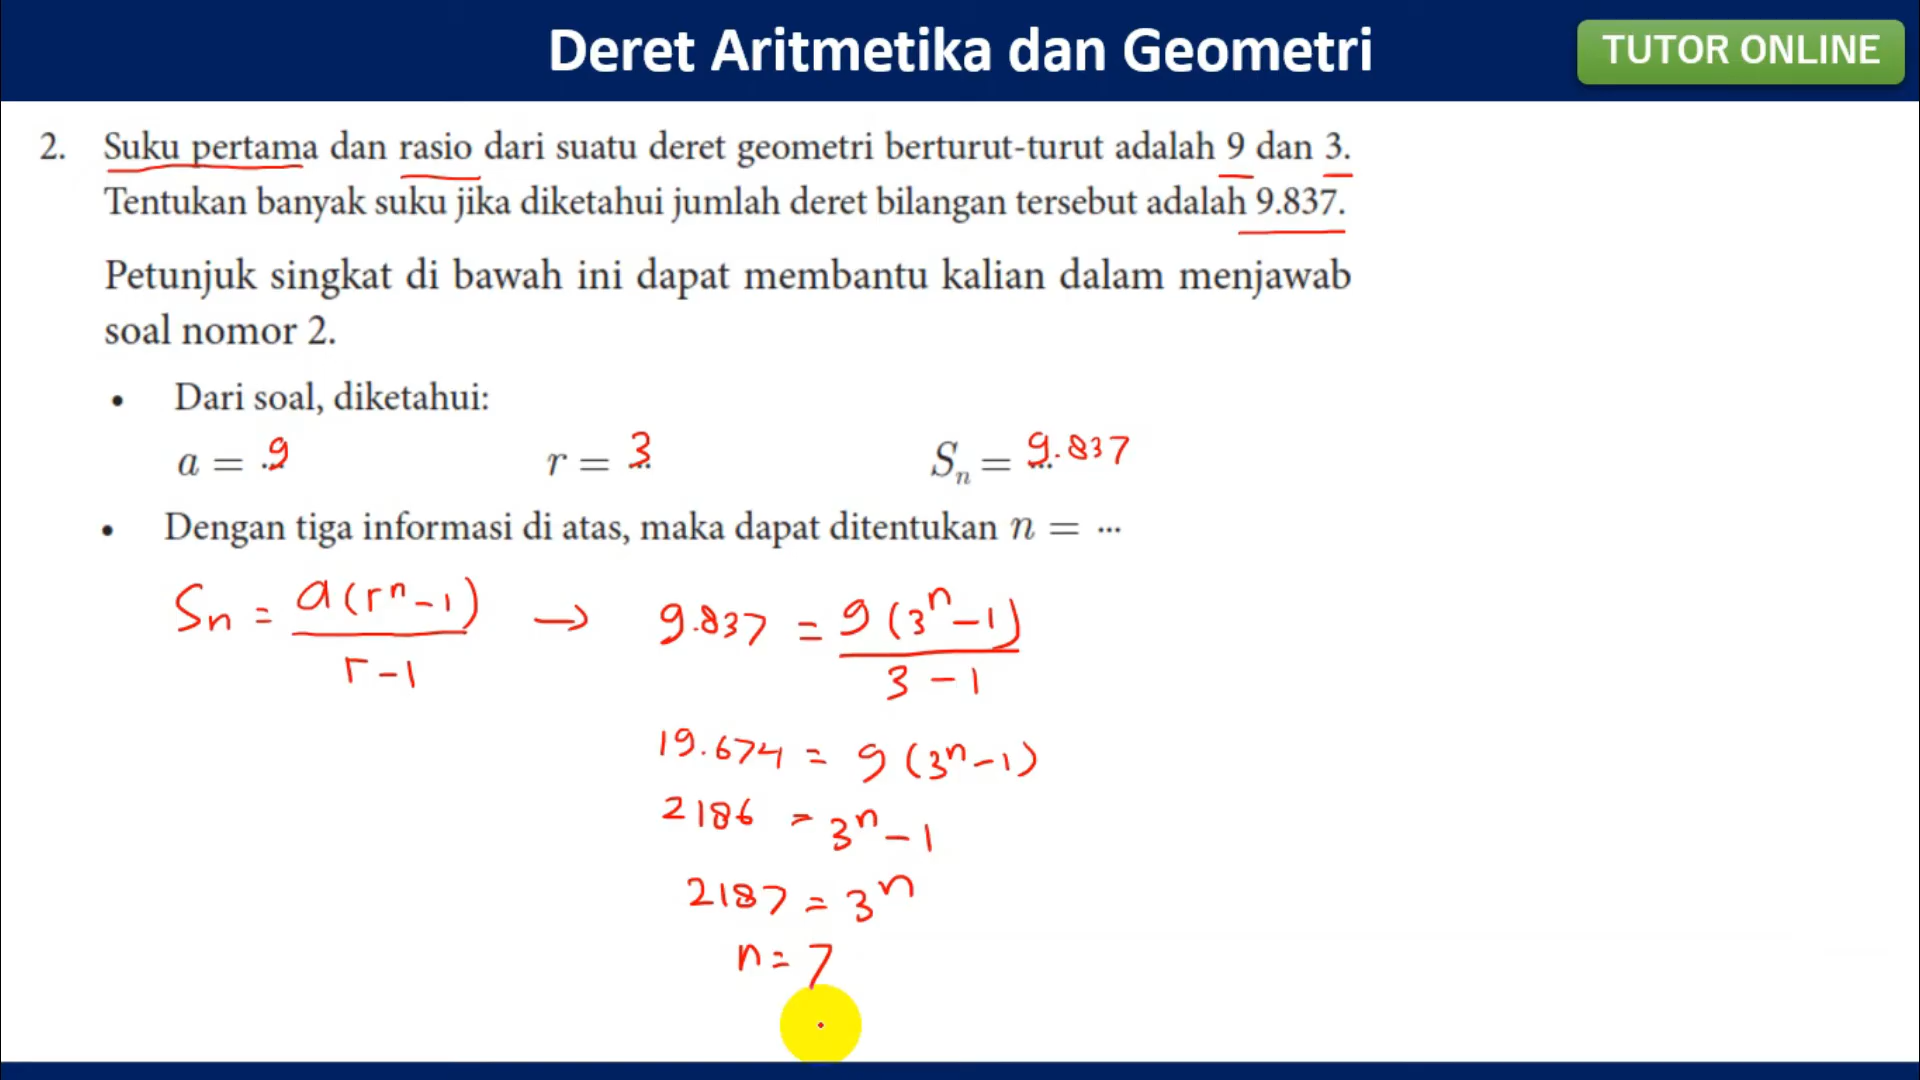 Deret Aritmetika dan Geometri
TUTOR ONLINE
2. Suku pertama dan rasio dari suatu deret geometri berturut-turut adalah 9 dan 3.
Tentukan banyak suku jika diketahui jumlah deret bilangan tersebut adalah 9.837.
Petunjuk singkat di bawah ini dapat membantu kalian dalam menjawab
soal nomor 2.
• Dari soal, diketahui:
a = ... 9 r = ... 3 Sₙ = ... 9.837
• Dengan tiga informasi di atas, maka dapat ditentukan n = ...
Sn = a(rⁿ-1) / r-1 → 9.837 = 9(3ⁿ-1) / 3-1
19.674 = 9(3ⁿ-1)
2186 = 3ⁿ-1
2187 = 3ⁿ
n = 7